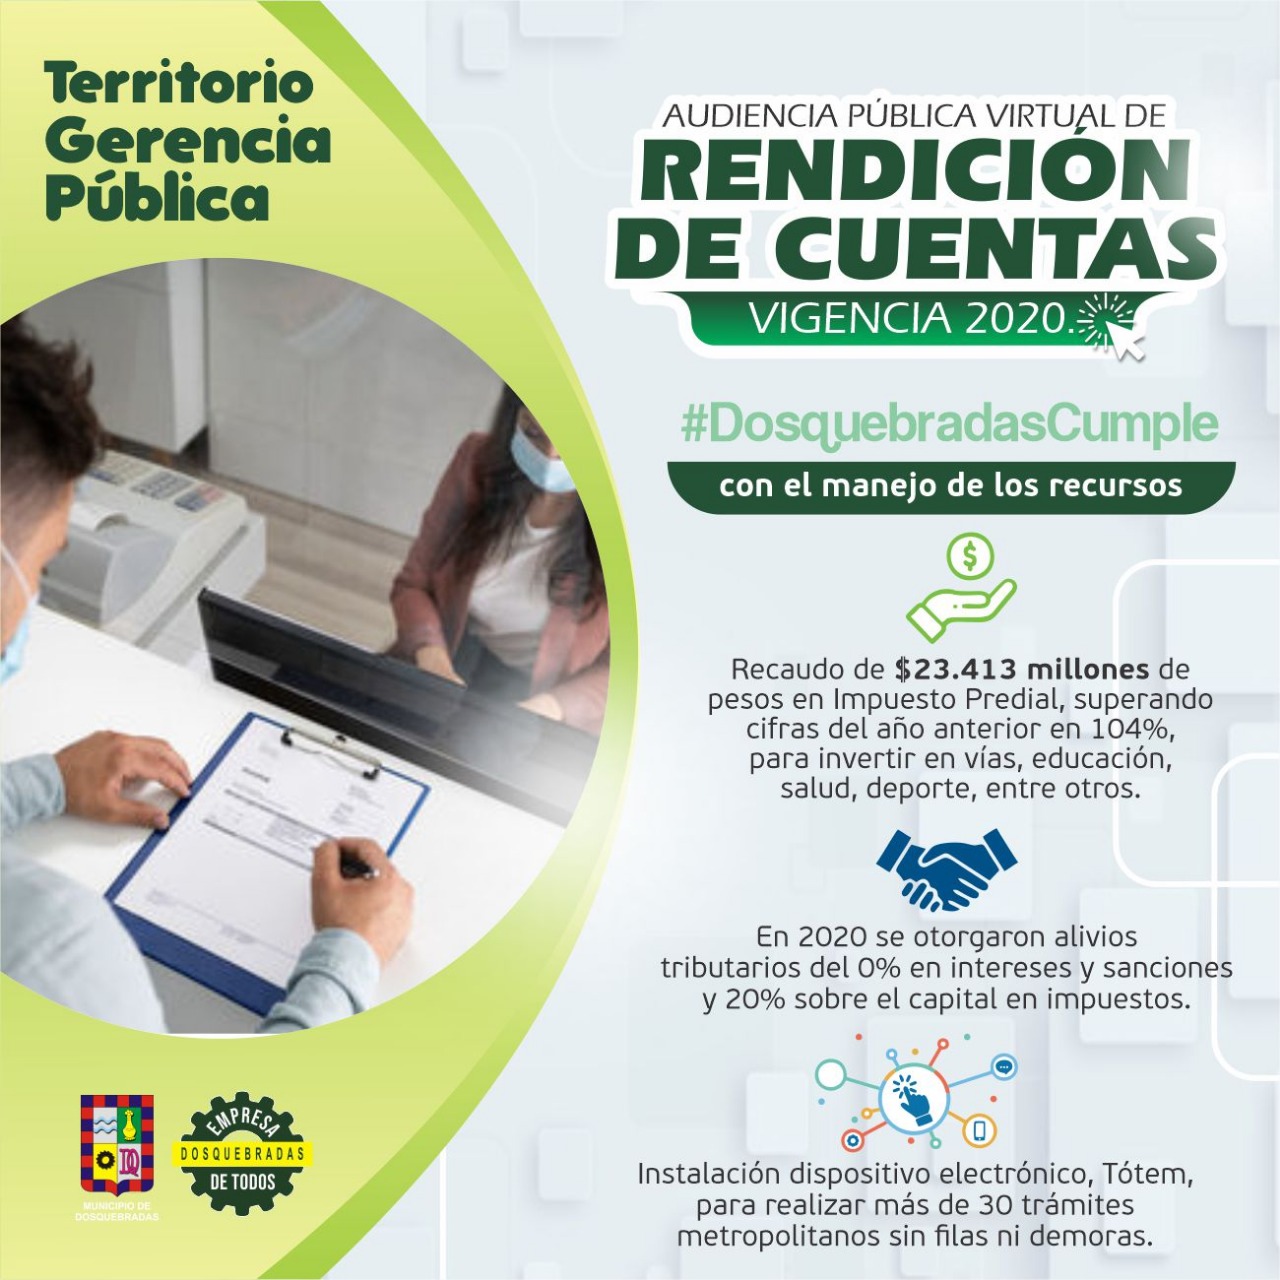 Territorio
Gerencia
Pública
AUDIENCIA PÚBLICA VIRTUAL DE
RENDICIÓN
DE CUENTAS
VIGENCIA 2020.
#DosquebradasCumple
con el manejo de los recursos
$
Recaudo de $23.413 millones de
pesos en Impuesto Predial, superando
cifras del año anterior en 104%,
para invertir en vías, educación,
salud, deporte, entre otros.
En 2020 se otorgaron alivios
tributarios del 0% en intereses y sanciones
y 20% sobre el capital en impuestos.
Instalación dispositivo electrónico, Tótem,
para realizar más de 30 trámites
metropolitanos sin filas ni demoras.
DQ
MUNICIPIO DE
DOSQUEBRADAS
EMPRESA
DOSQUEBRADAS
DE TODOS